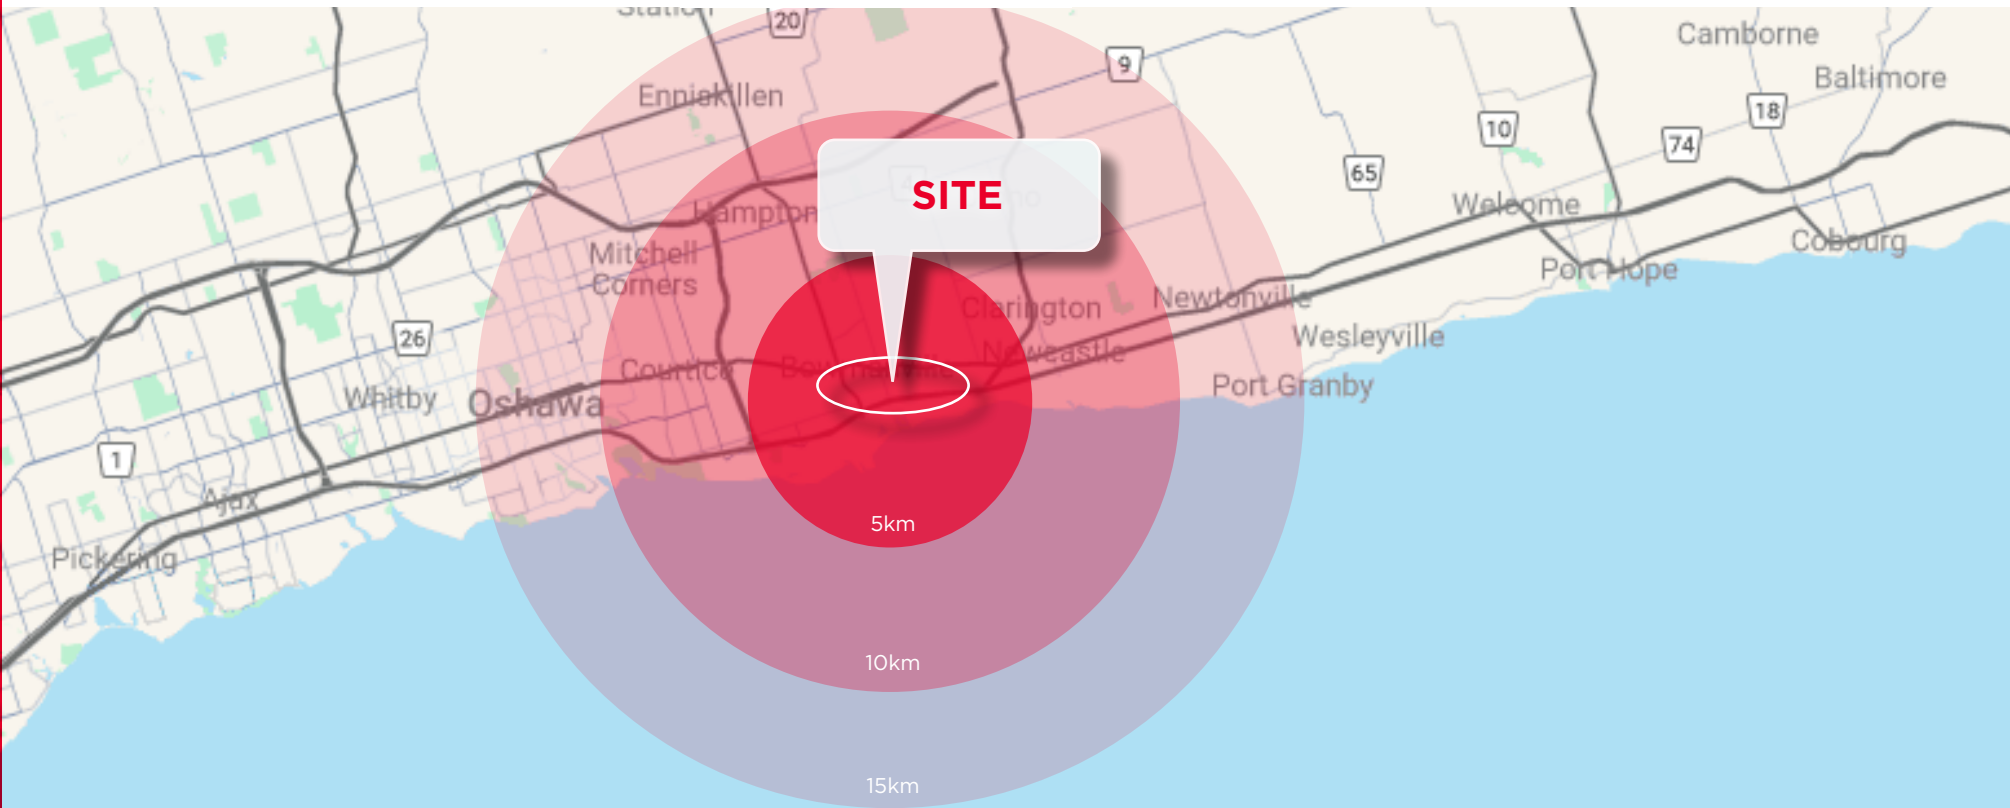 20
Camborne
9
Baltimore
Enniskillen
18
10
74
65
SITE
Welcome
Hampton
Mitchell
Corners
Cobourg
Port Hope
Clarington
Newtonville
26
Wesleyville
Newcastle
Courtice
Port Granby
Whitby
Oshawa
1
Ajax
5km
Pickering
10km
15km